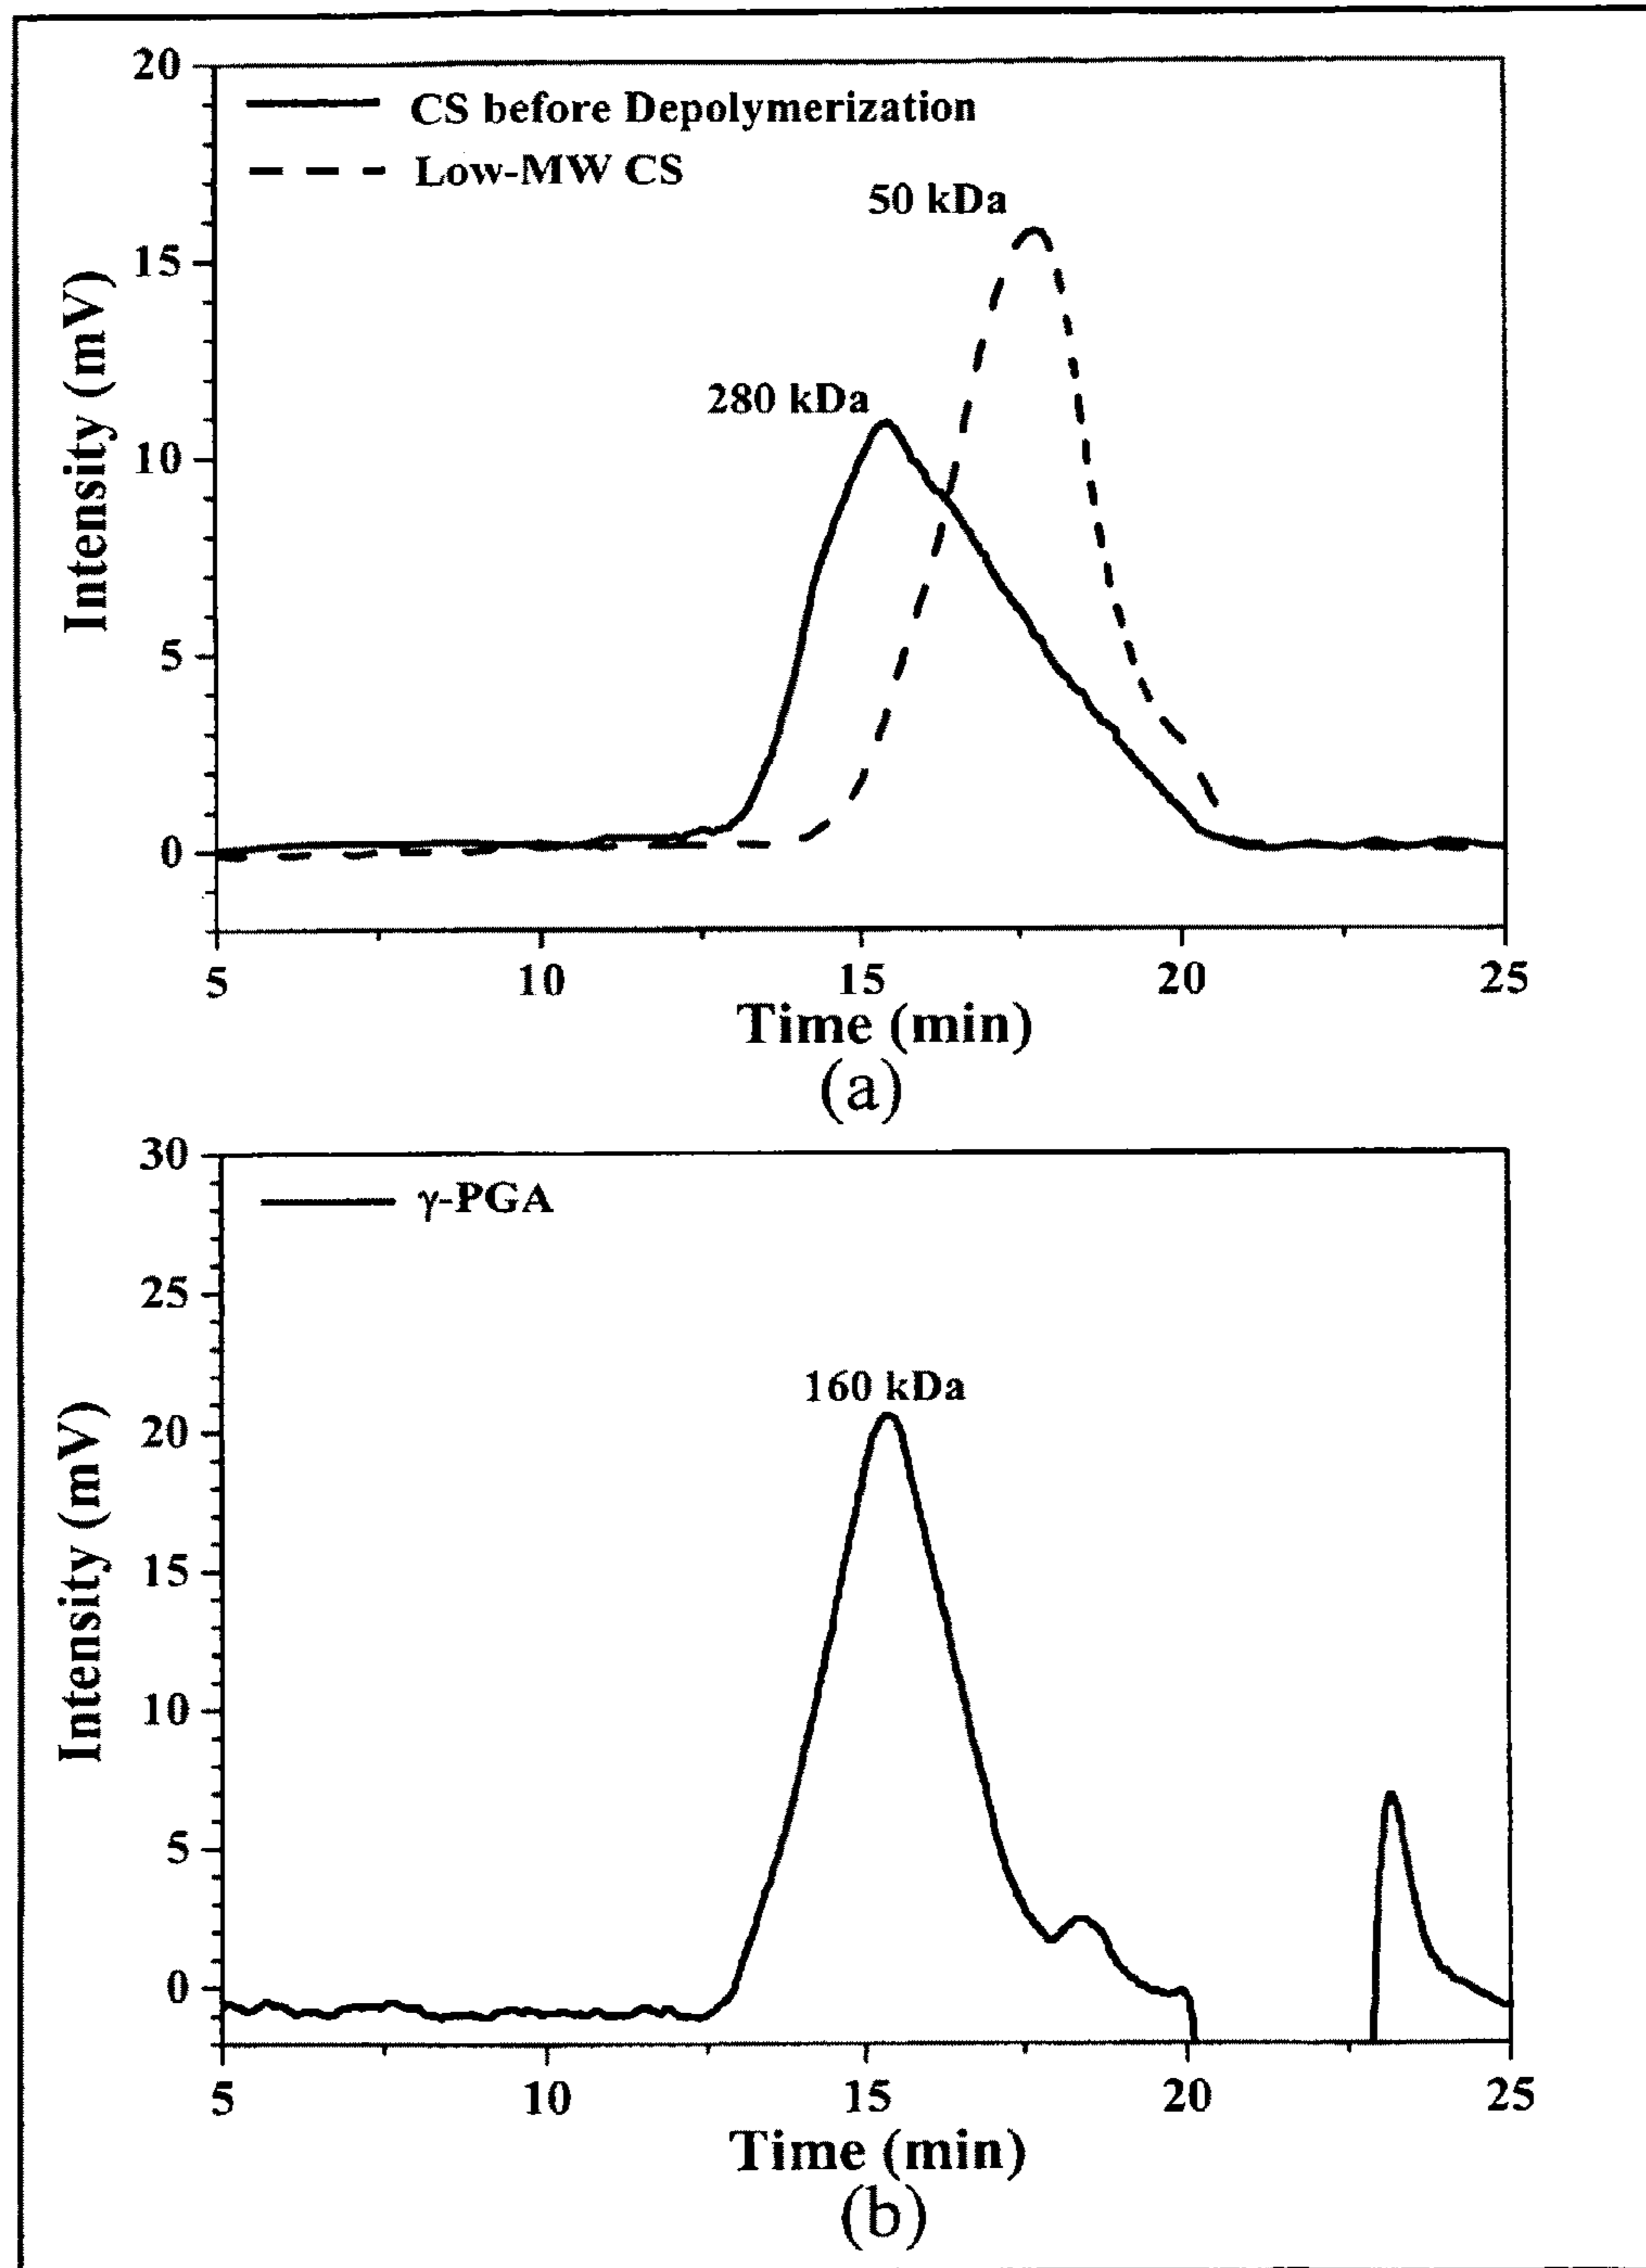 20
CS before Depolymerization
Low-MW CS
50 kDa
15
280 kDa
10
Intensity (mV)
5
0
5 10 15 20 25
Time (min)
(a)
30
γ-PGA
25
160 kDa
20
Intensity (mV)
15
10
5
0
5 10 15 20 25
Time (min)
(b)